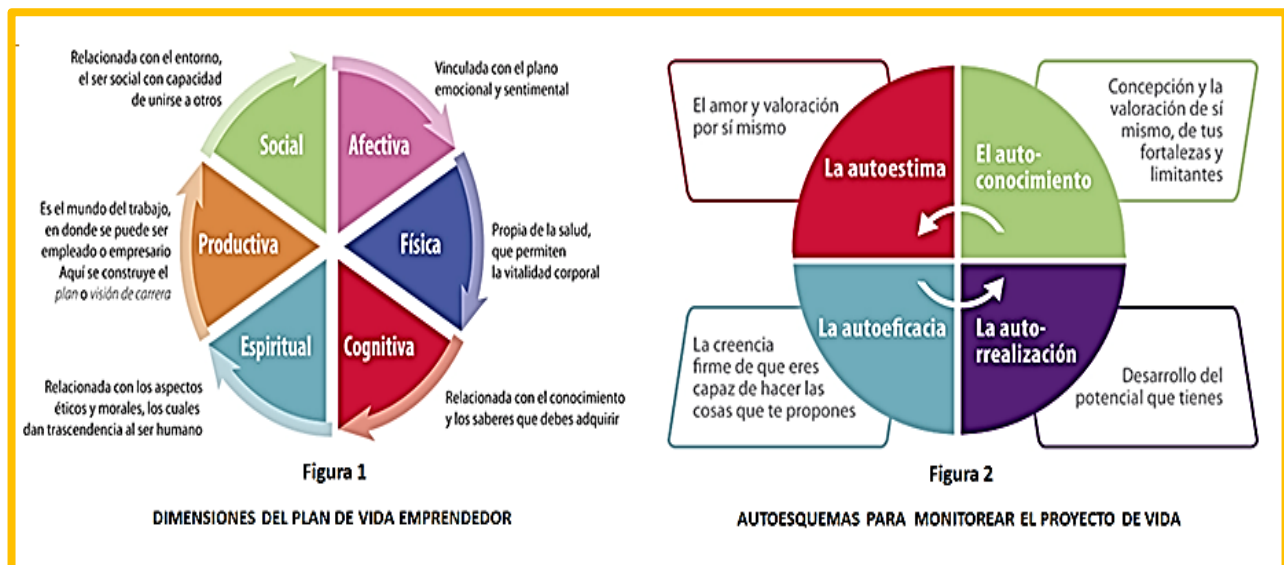 Relacionada con el entorno,
el ser social con capacidad
de unirse a otros
Social
Afectiva
Vinculada con el plano
emocional y sentimental
Es el mundo del trabajo,
en donde se puede ser
empleado o empresario
Aquí se construye el
plan o visión de carrera
Productiva
Física
Propia de la salud,
que permiten
la vitalidad corporal
Espiritual
Cognitiva
Relacionada con los aspectos
éticos y morales, los cuales
dan trascendencia al ser humano
Relacionada con el conocimiento
y los saberes que debes adquirir
Figura 1
DIMENSIONES DEL PLAN DE VIDA EMPRENDEDOR
El amor y valoración
por sí mismo
La autoestima
El auto-
conocimiento
Concepción y la
valoración de sí
mismo, de tus
fortalezas y
limitantes
La autoeficacia
La auto-
rrealización
La creencia
firme de que eres
capaz de hacer las
cosas que te propones
Desarrollo del
potencial que tienes
Figura 2
AUTOESQUEMAS PARA MONITOREAR EL PROYECTO DE VIDA